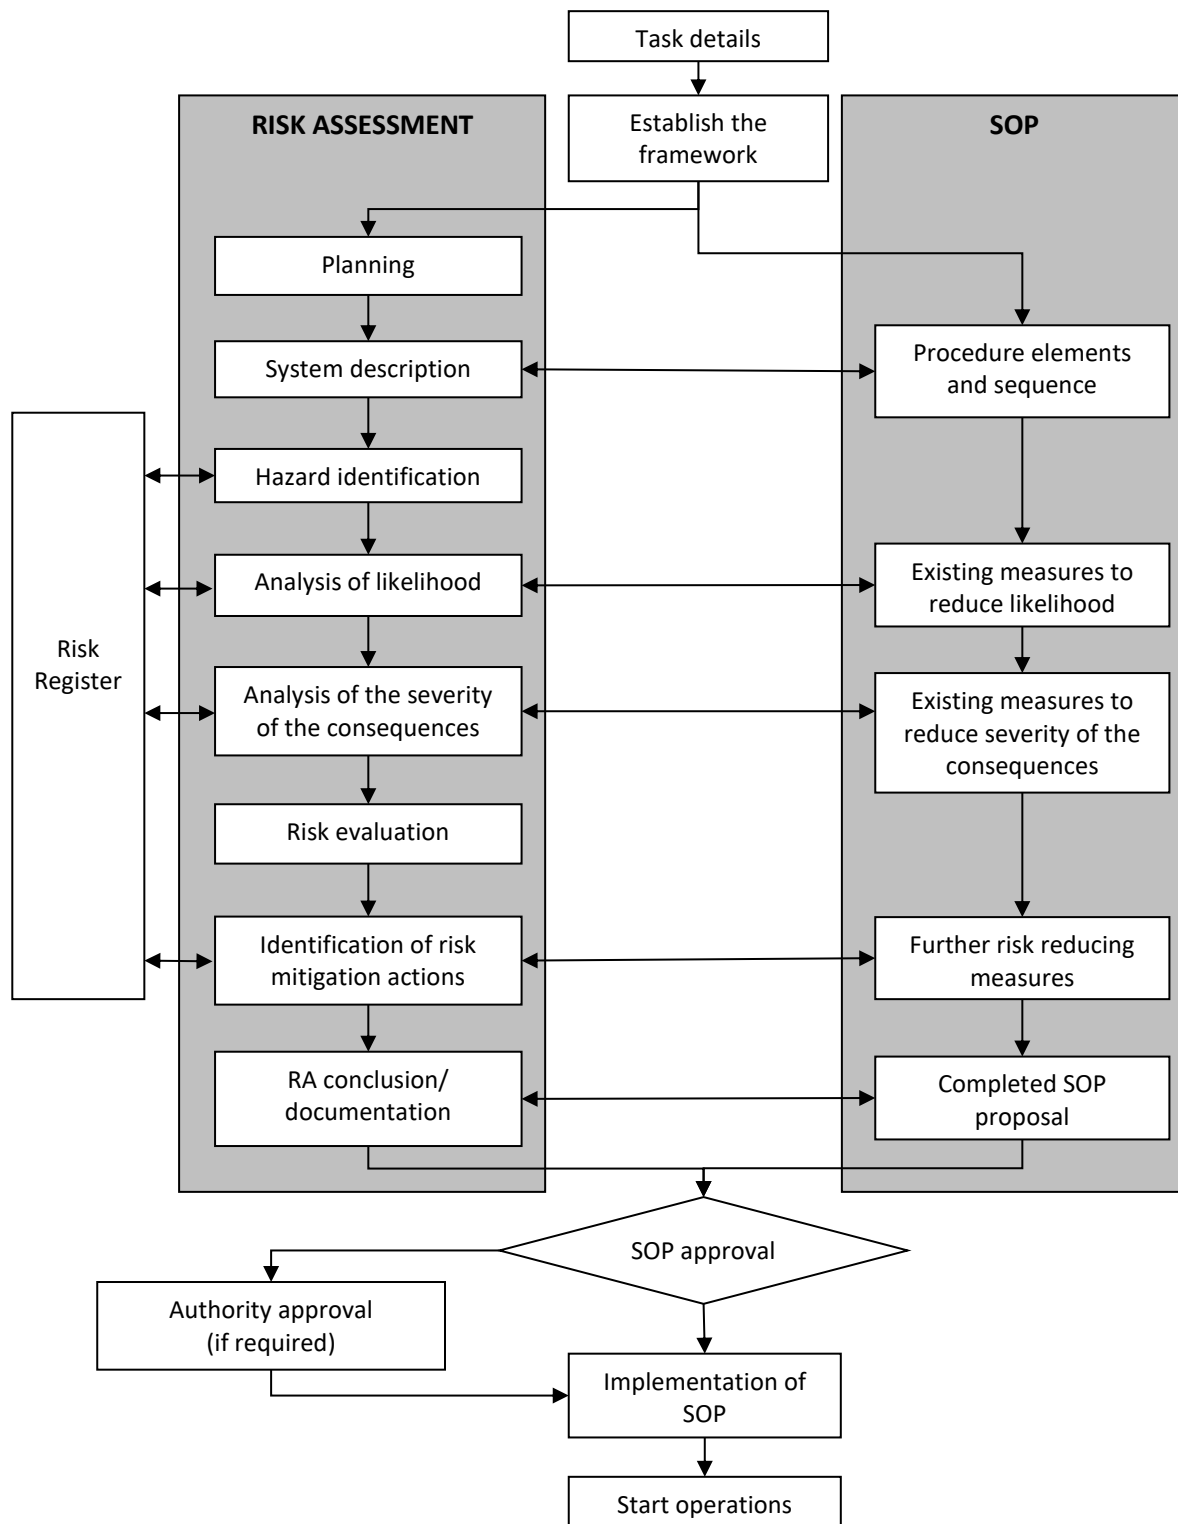 Task details
Establish the
framework
RISK ASSESSMENT
Planning
System description
Hazard identification
Analysis of likelihood
Analysis of the severity
of the consequences
Risk evaluation
Identification of risk
mitigation actions
RA conclusion/
documentation
Risk
Register
SOP
Procedure elements
and sequence
Existing measures to
reduce likelihood
Existing measures to
reduce severity of the
consequences
Further risk reducing
measures
Completed SOP
proposal
SOP approval
Authority approval
(if required)
Implementation of
SOP
Start operations